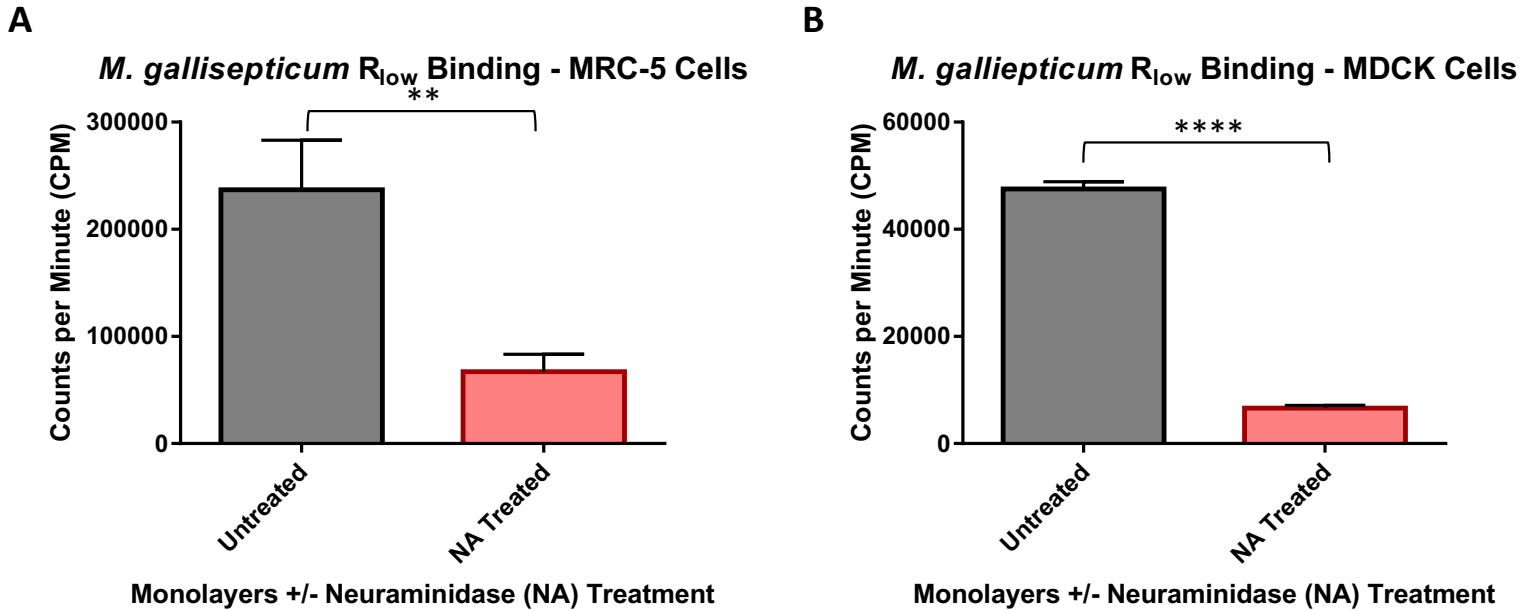 A
M. gallisepticum Rlow Binding - MRC-5 Cells
**
Counts per Minute (CPM)
300000
200000
100000
0
Untreated
NA Treated
Monolayers +/- Neuraminidase (NA) Treatment
B
M. galliepticum Rlow Binding - MDCK Cells
****
Counts per Minute (CPM)
60000
40000
20000
0
Untreated
NA Treated
Monolayers +/- Neuraminidase (NA) Treatment